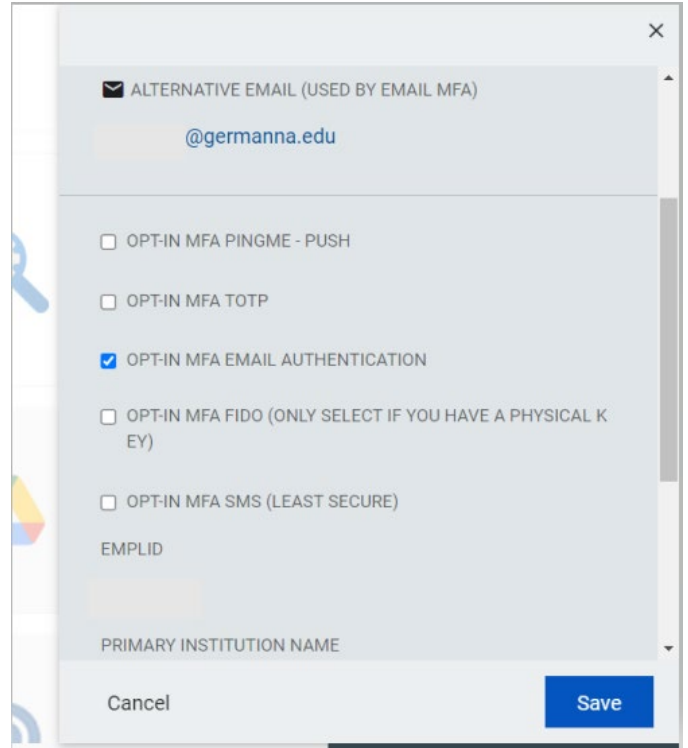 ALTERNATIVE EMAIL (USED BY EMAIL MFA)
@germanna.edu
OPT-IN MFA PINGME - PUSH
OPT-IN MFA TOTP
OPT-IN MFA EMAIL AUTHENTICATION
OPT-IN MFA FIDO (ONLY SELECT IF YOU HAVE A PHYSICAL K
EY)
OPT-IN MFA SMS (LEAST SECURE)
EMPLID
PRIMARY INSTITUTION NAME
Cancel
Save